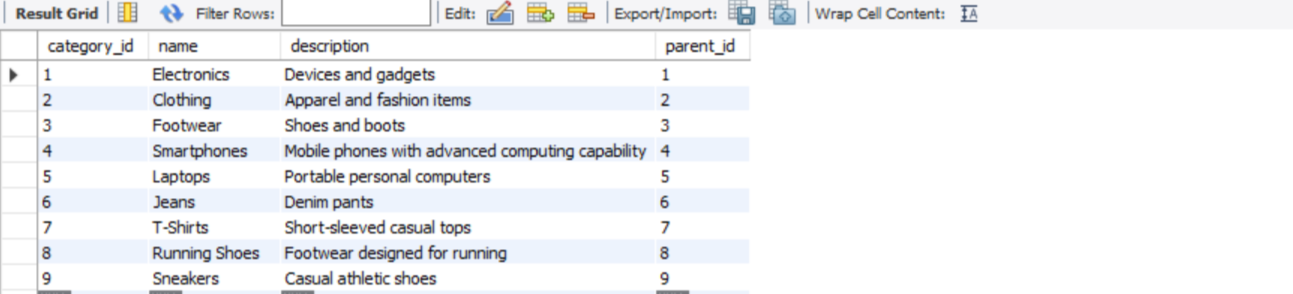 Result Grid Filter Rows: Edit: Export/Import: Wrap Cell Content: IA
category_id name description parent_id
1 Electronics Devices and gadgets 1
2 Clothing Apparel and fashion items 2
3 Footwear Shoes and boots 3
4 Smartphones Mobile phones with advanced computing capability 4
5 Laptops Portable personal computers 5
6 Jeans Denim pants 6
7 T-Shirts Short-sleeved casual tops 7
8 Running Shoes Footwear designed for running 8
9 Sneakers Casual athletic shoes 9